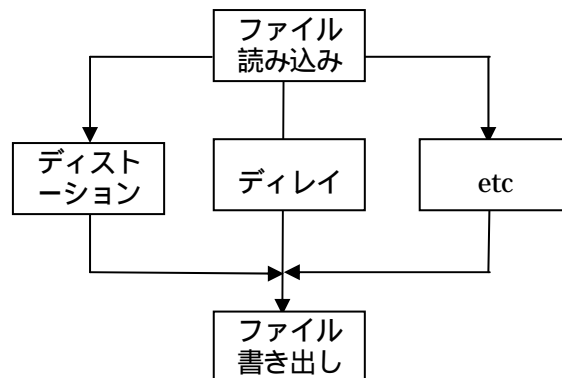 ファイル
読み込み
ディスト
ーション
ディレイ
etc
ファイル
書き出し